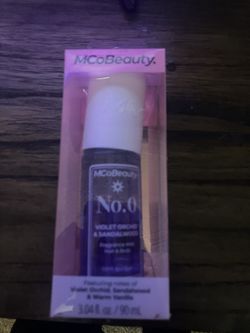 MCoBeauty.
MCoBeauty
No.0
VIOLET ORCHID
& SANDALWOOD
Fragrance Mist
Hair & Body
Featuring notes of
Violet Orchid, Sandalwood
& Warm Vanilla
3.04 fl. oz. / 90 mL